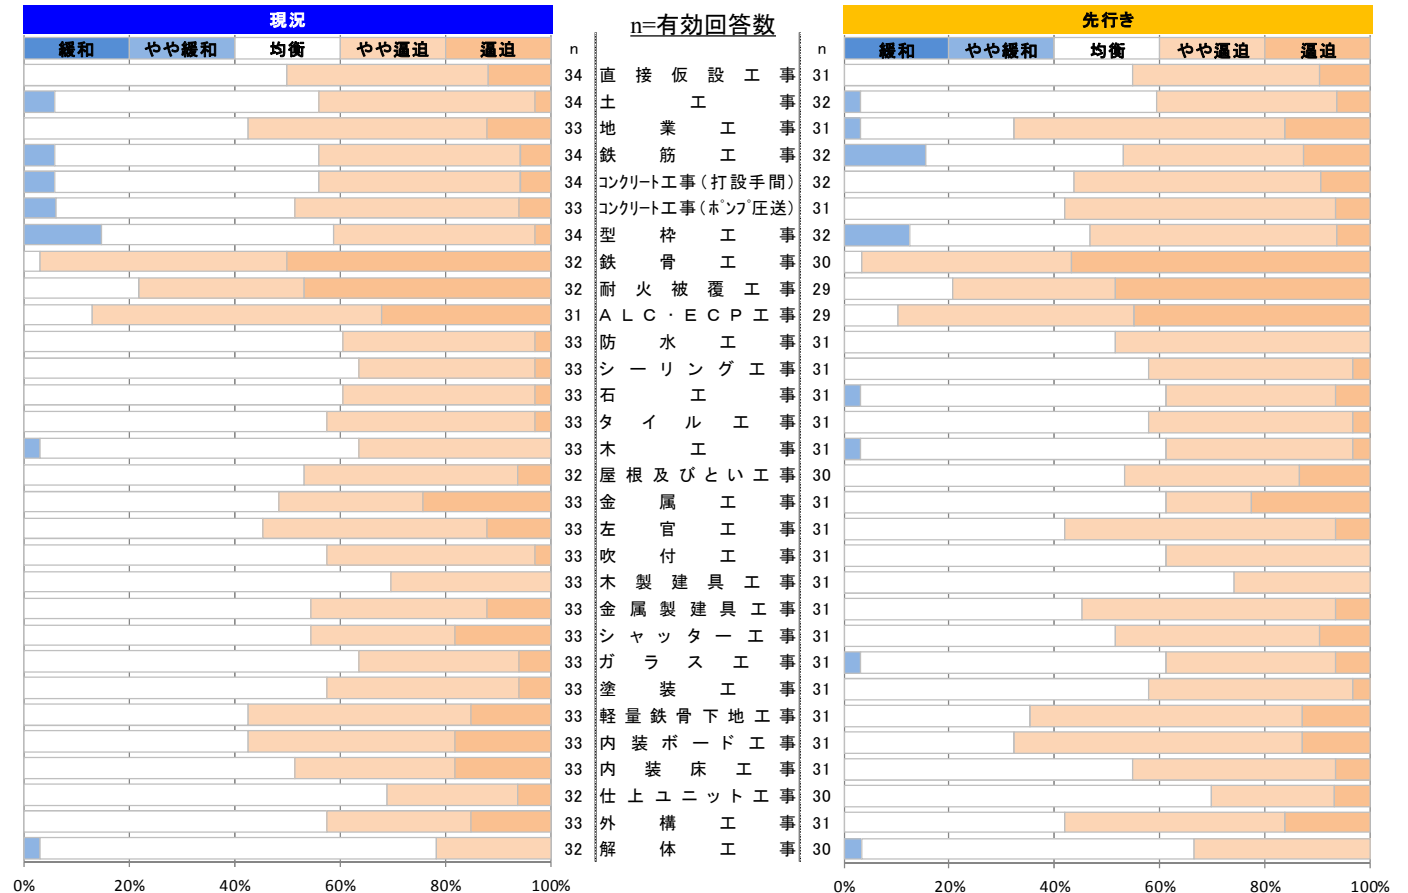 現況 n=有効回答数 先行き
緩和 やや緩和 均衡 やや逼迫 逼迫 n n 緩和 やや緩和 均衡 やや逼迫 逼迫
34 直接仮設工事 31
34 土工事 32
33 地業工事 31
34 鉄筋工事 32
34 コンクリート工事(打設手間) 32
33 コンクリート工事(ポンプ圧送) 31
34 型枠工事 32
32 鉄骨工事 30
32 耐火被覆工事 29
31 ALC・ECP工事 29
33 防水工事 31
33 シーリング工事 31
33 石工事 31
33 タイル工事 31
33 木工事 31
32 屋根及びとい工事 30
33 金属工事 31
33 左官工事 31
33 吹付工事 31
33 木製建具工事 31
33 金属製建具工事 31
33 シャッター工事 31
33 ガラス工事 31
33 塗装工事 31
33 軽量鉄骨下地工事 31
33 内装ボード工事 31
33 内装床工事 31
32 仕上ユニット工事 30
33 外構工事 31
32 解体工事 30
0% 20% 40% 60% 80% 100% 0% 20% 40% 60% 80% 100%